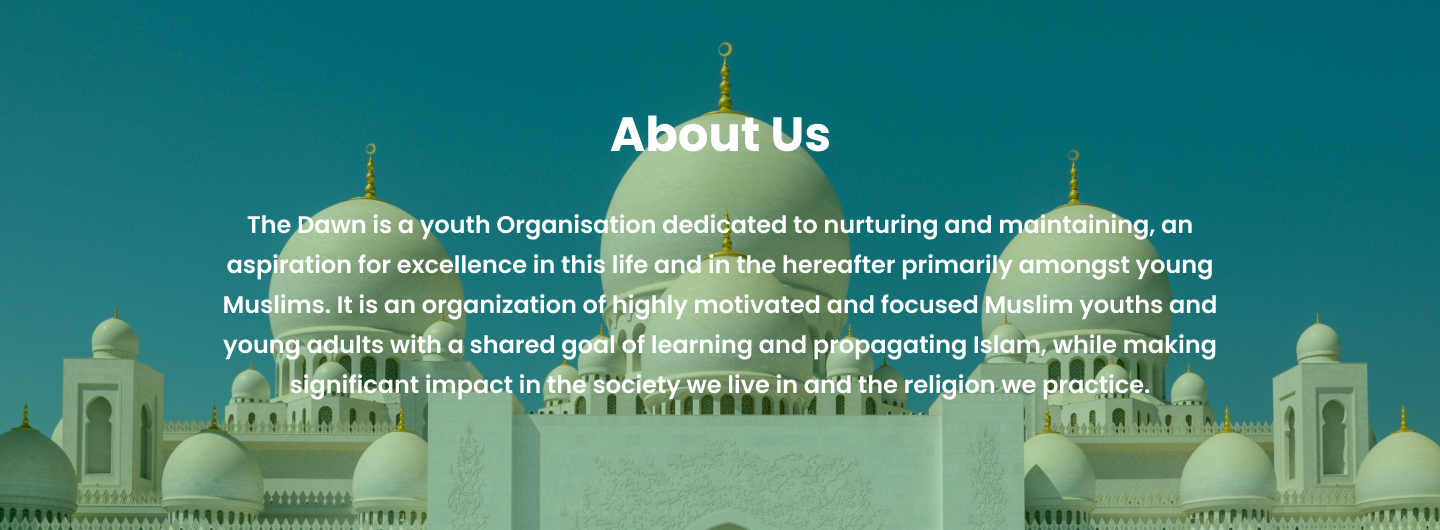 About Us
The Dawn is a youth Organisation dedicated to nurturing and maintaining, an
aspiration for excellence in this life and in the hereafter primarily amongst young
Muslims. It is an organization of highly motivated and focused Muslim youths and
young adults with a shared goal of learning and propagating Islam, while making
significant impact in the society we live in and the religion we practice.